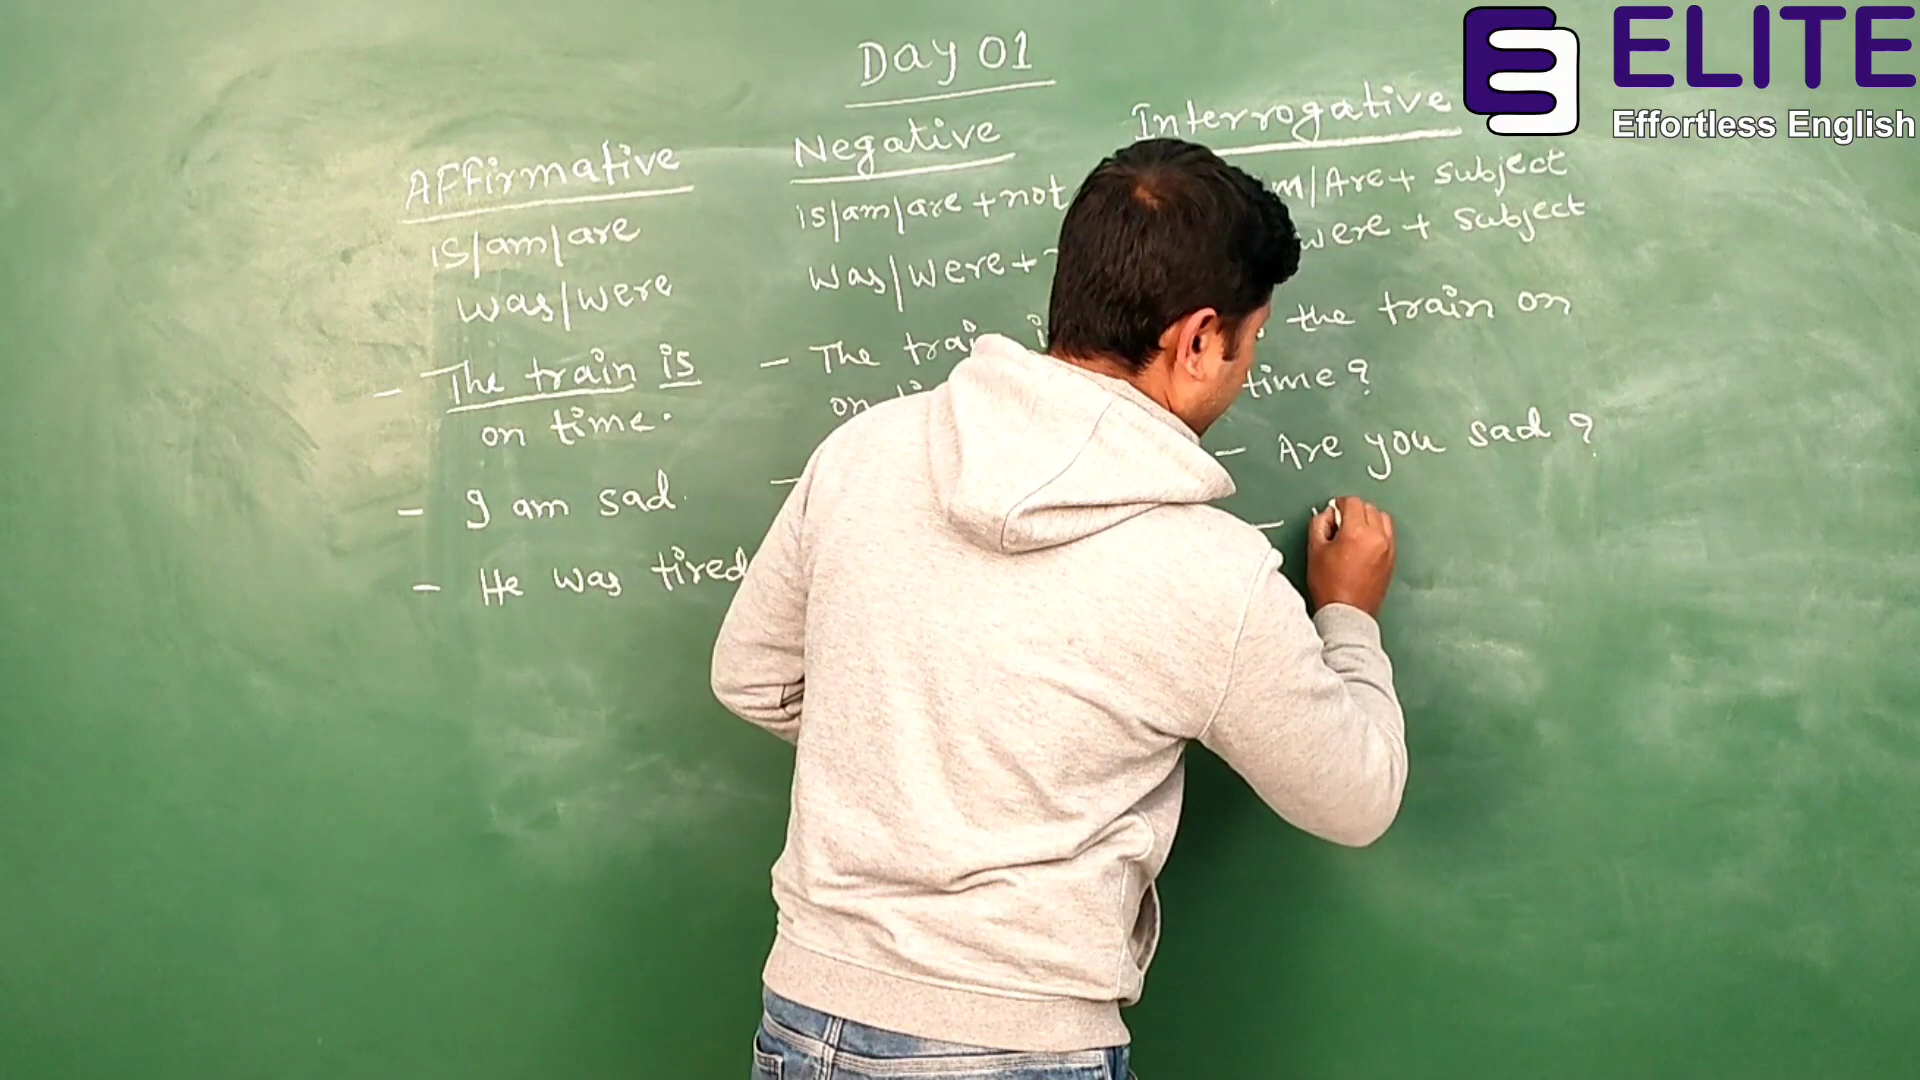 Day 01
ELITE
Effortless English
Affirmative
is/am/are
was/were
- The train is
on time.
- I am sad.
- He was tired
Negative
is/am/are + not
was/were +
- The
on
-
Interrogative
/Are + subject
were + subject
the train on
time?
- Are you sad?
-